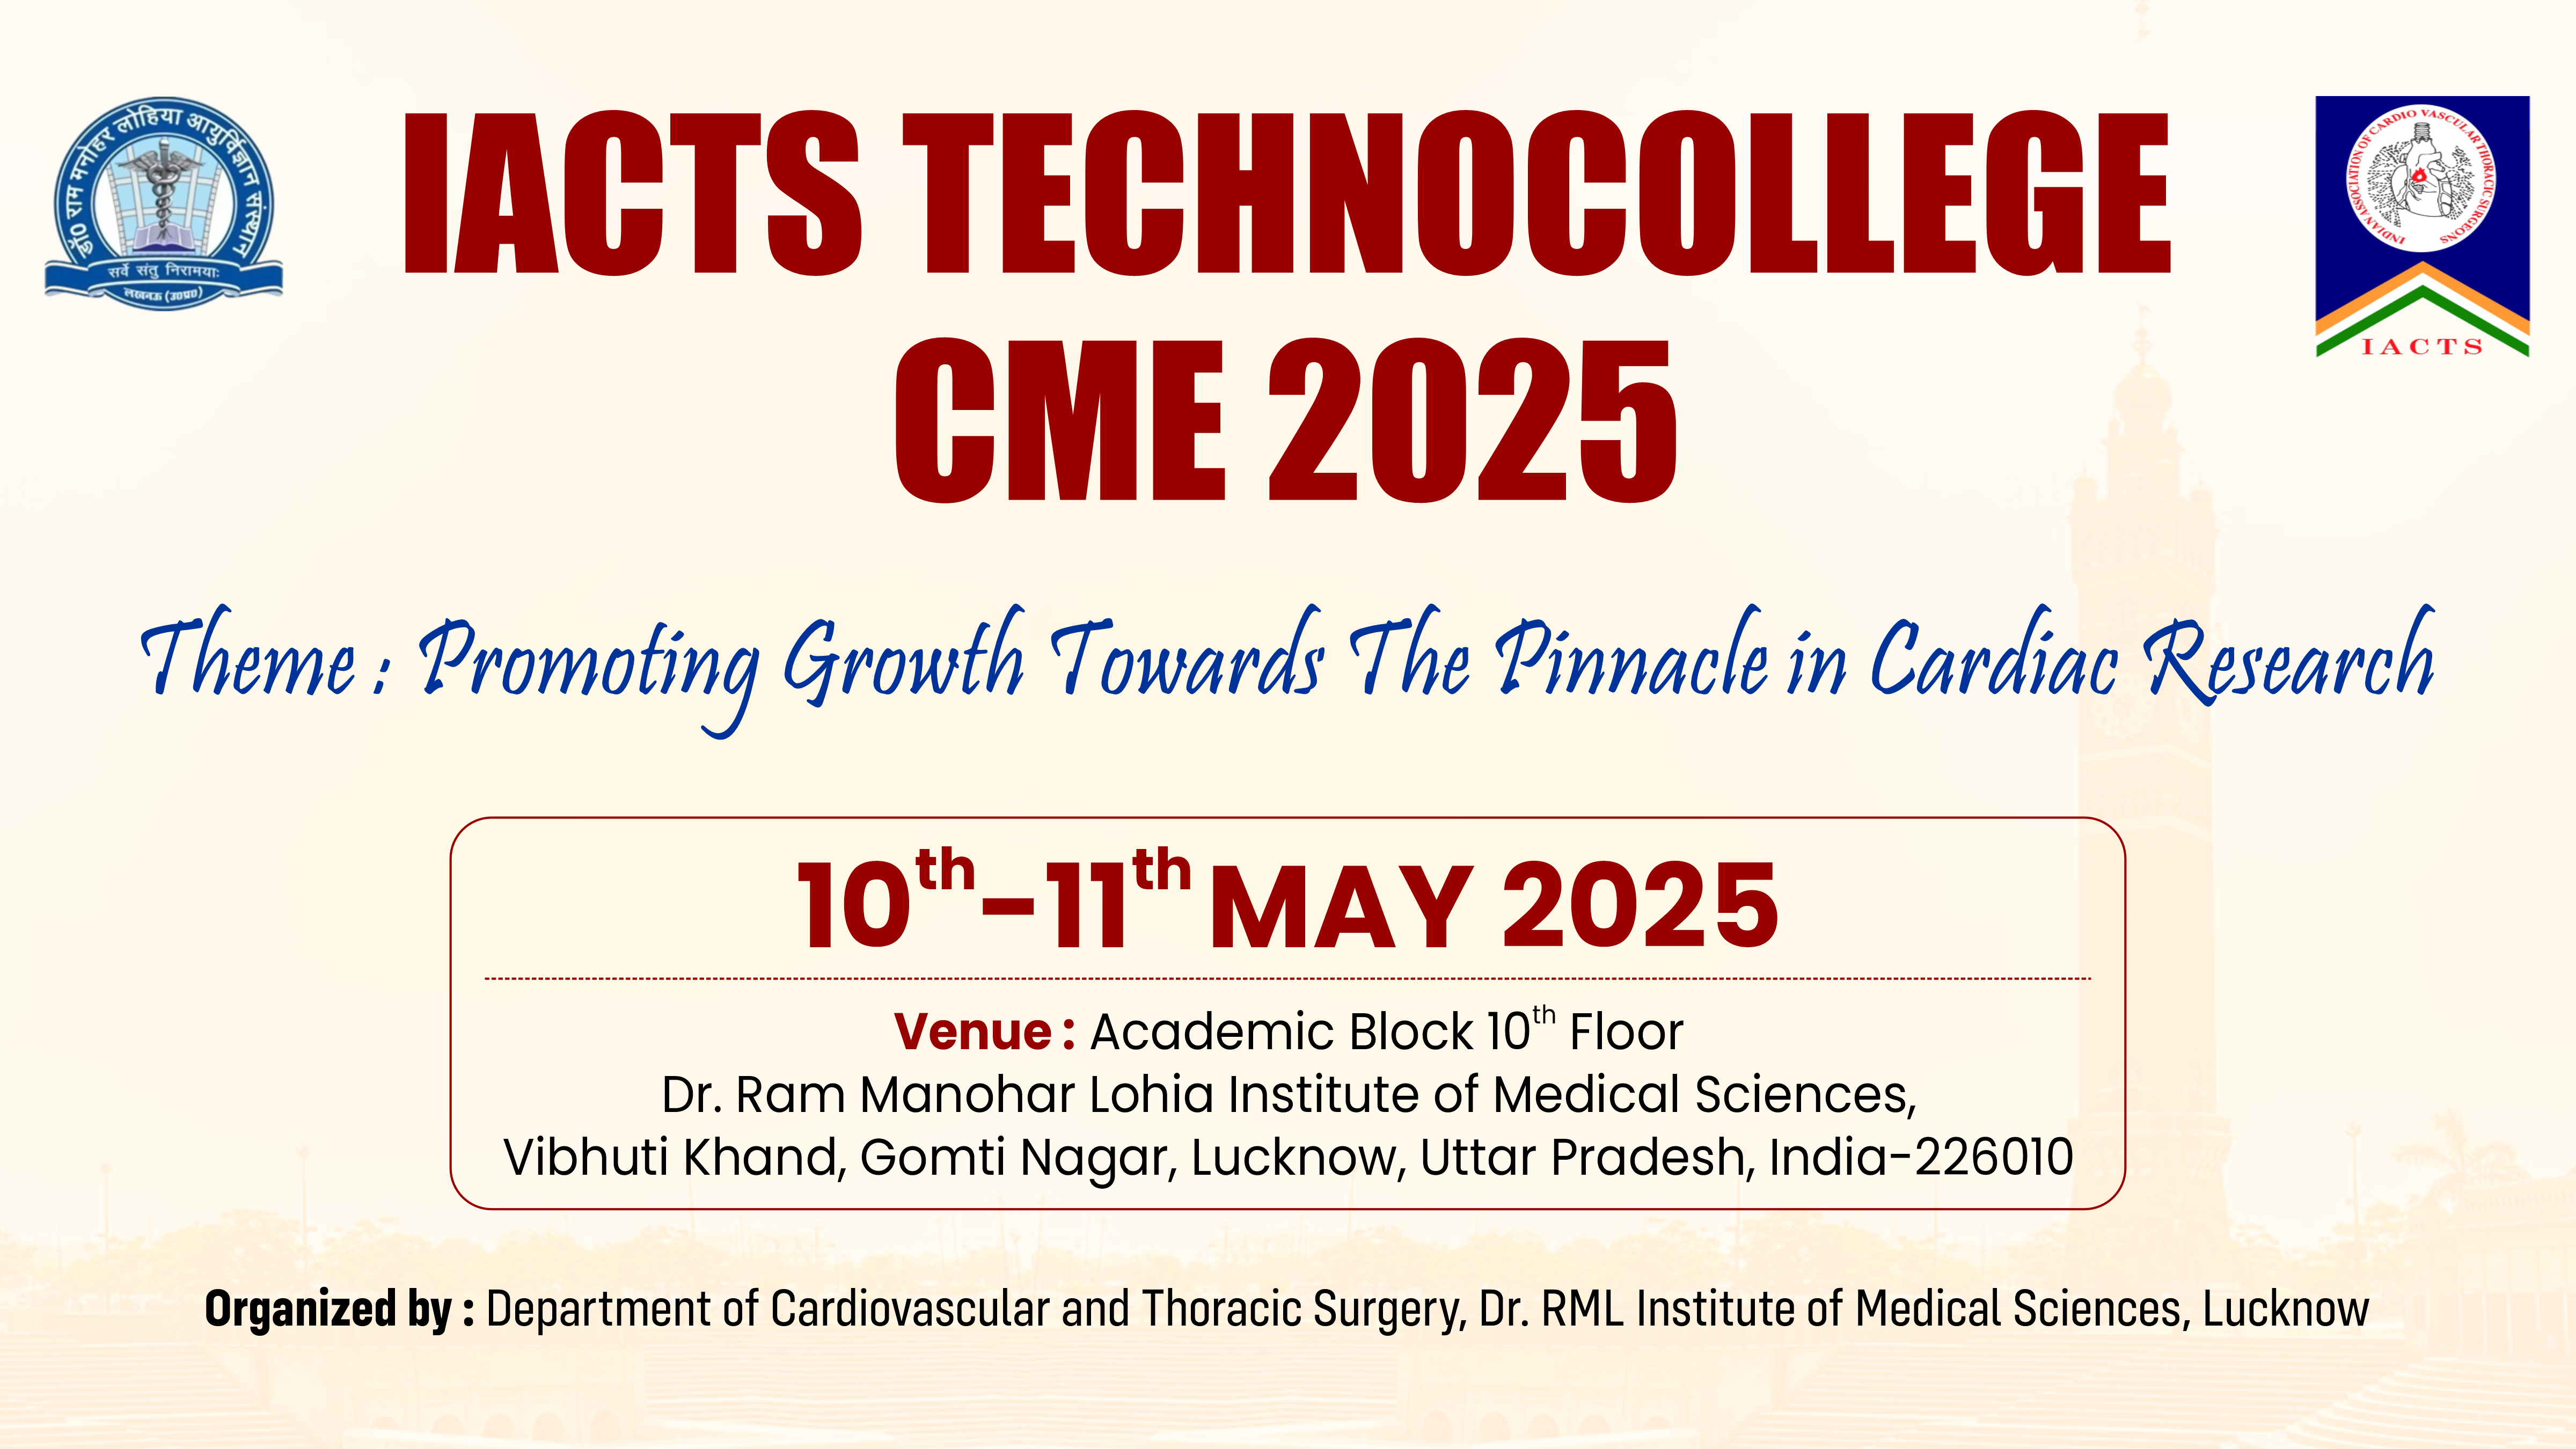 डॉ० राम मनोहर लोहिया आयुर्विज्ञान संस्थान
सर्वे संतु निरामयाः
लखनऊ (उ०प्र०)
IACTS TECHNOCOLLEGE
CME 2025
INDIAN ASSOCIATION OF CARDIO VASCULAR THORACIC SURGEONS
IACTS
Theme : Promoting Growth Towards The Pinnacle in Cardiac Research
10th-11th MAY 2025
Venue : Academic Block 10th Floor
Dr. Ram Manohar Lohia Institute of Medical Sciences,
Vibhuti Khand, Gomti Nagar, Lucknow, Uttar Pradesh, India-226010
Organized by : Department of Cardiovascular and Thoracic Surgery, Dr. RML Institute of Medical Sciences, Lucknow